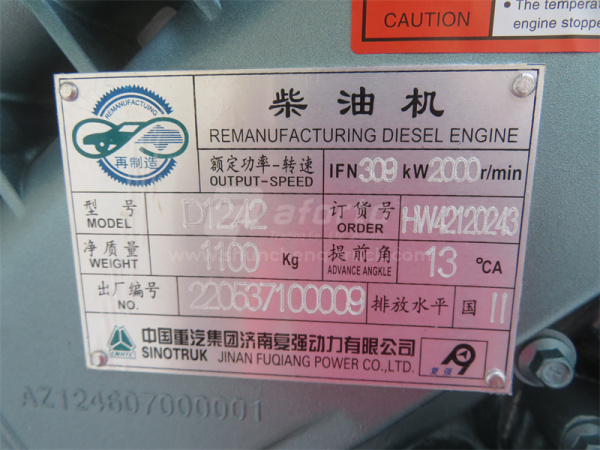 • The tempera
engine stoppe
CAUTION
REMANUFACTURING
再制造
柴油机
REMANUFACTURING DIESEL ENGINE
额定功率-转速 IFN 309 kW 2000 r/min
OUTPUT-SPEED
型号 D1242 订货号 HW42120243
MODEL ORDER
净质量 1100 Kg 提前角 13 °CA
WEIGHT ADVANCE ANGKLE
出厂编号 220537100009 排放水平 国 II
NO.
中国重汽集团济南复强动力有限公司
SINOTRUK JINAN FUQIANG POWER CO.,LTD.
复强
AZ124607000001